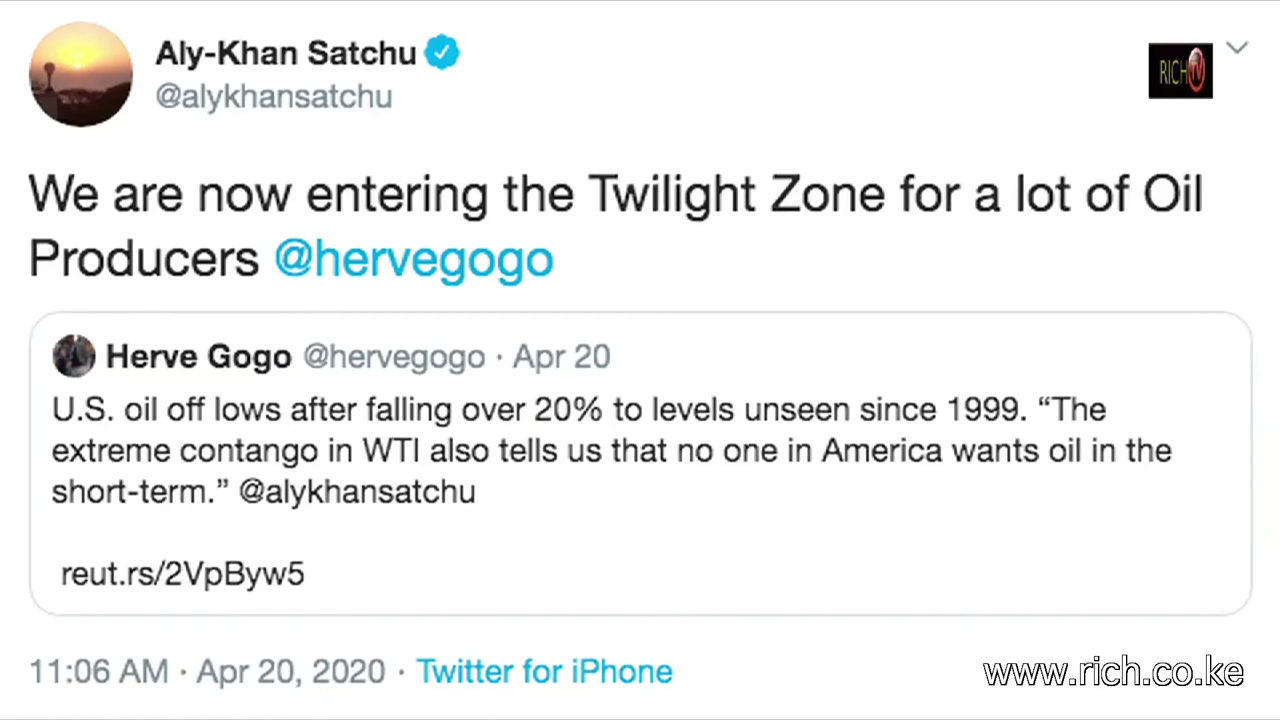 Aly-Khan Satchu
@alykhansatchu
RICH TV
We are now entering the Twilight Zone for a lot of Oil
Producers @hervegogo
Herve Gogo @hervegogo · Apr 20
U.S. oil off lows after falling over 20% to levels unseen since 1999. “The
extreme contango in WTI also tells us that no one in America wants oil in the
short-term.” @alykhansatchu
reut.rs/2VpByw5
11:06 AM · Apr 20, 2020 · Twitter for iPhone
www.rich.co.ke